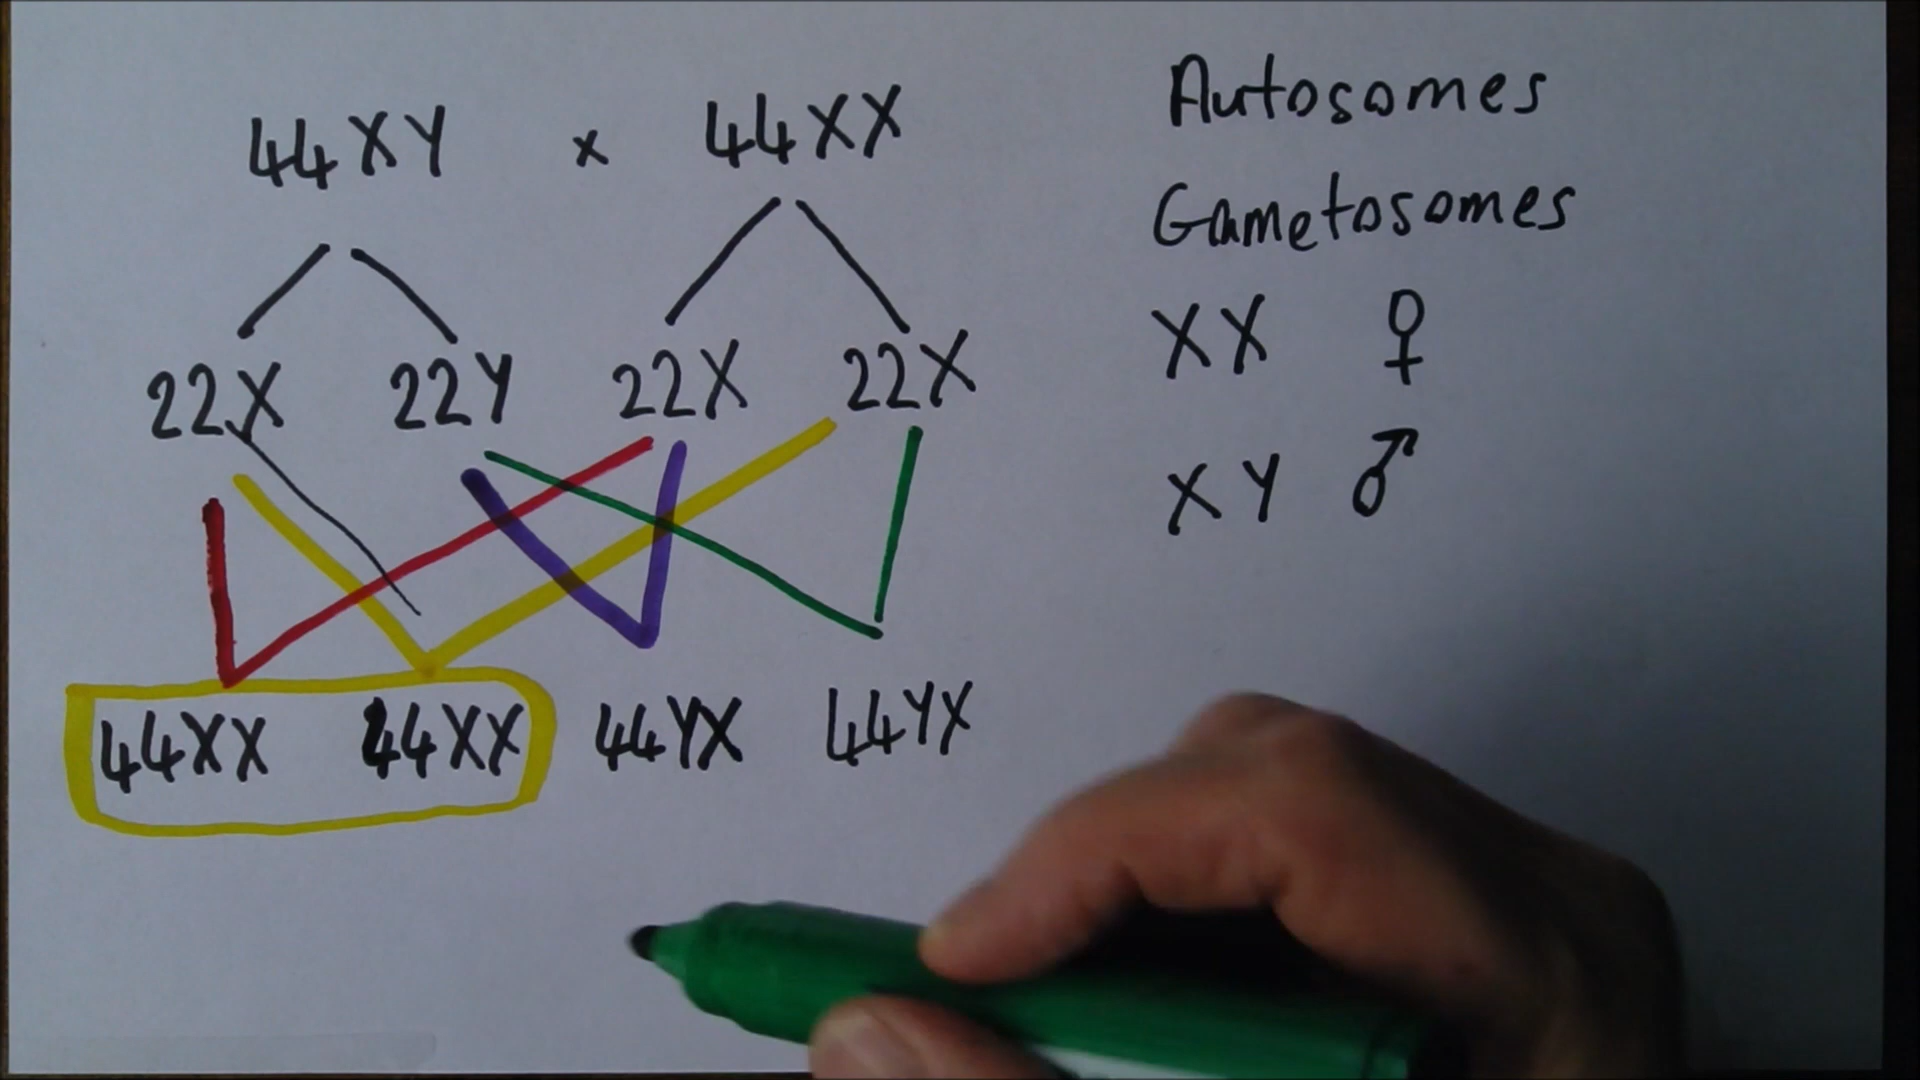 44XY x 44XX
22X 22Y 22X 22X
44XX 44XX 44YX 44YX
Autosomes
Gametosomes
XX ♀
XY ♂